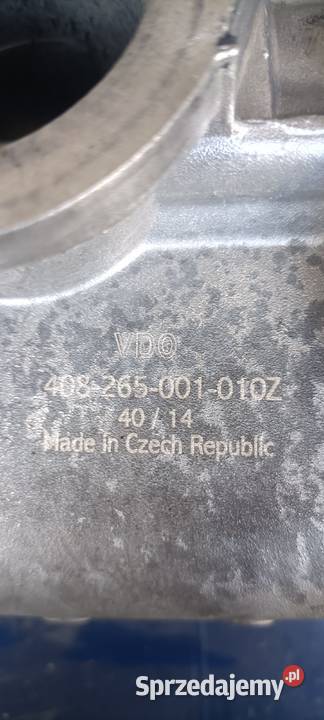 VDO
408-265-001-010Z
40 / 14
Made in Czech Republic
Sprzedajemy.pl